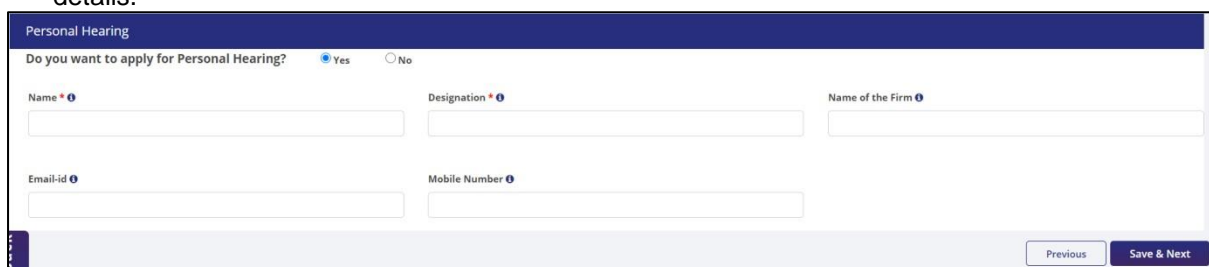 details.
Personal Hearing
Do you want to apply for Personal Hearing? Yes No
Name * Designation * Name of the Firm
Email-id Mobile Number
Previous Save & Next